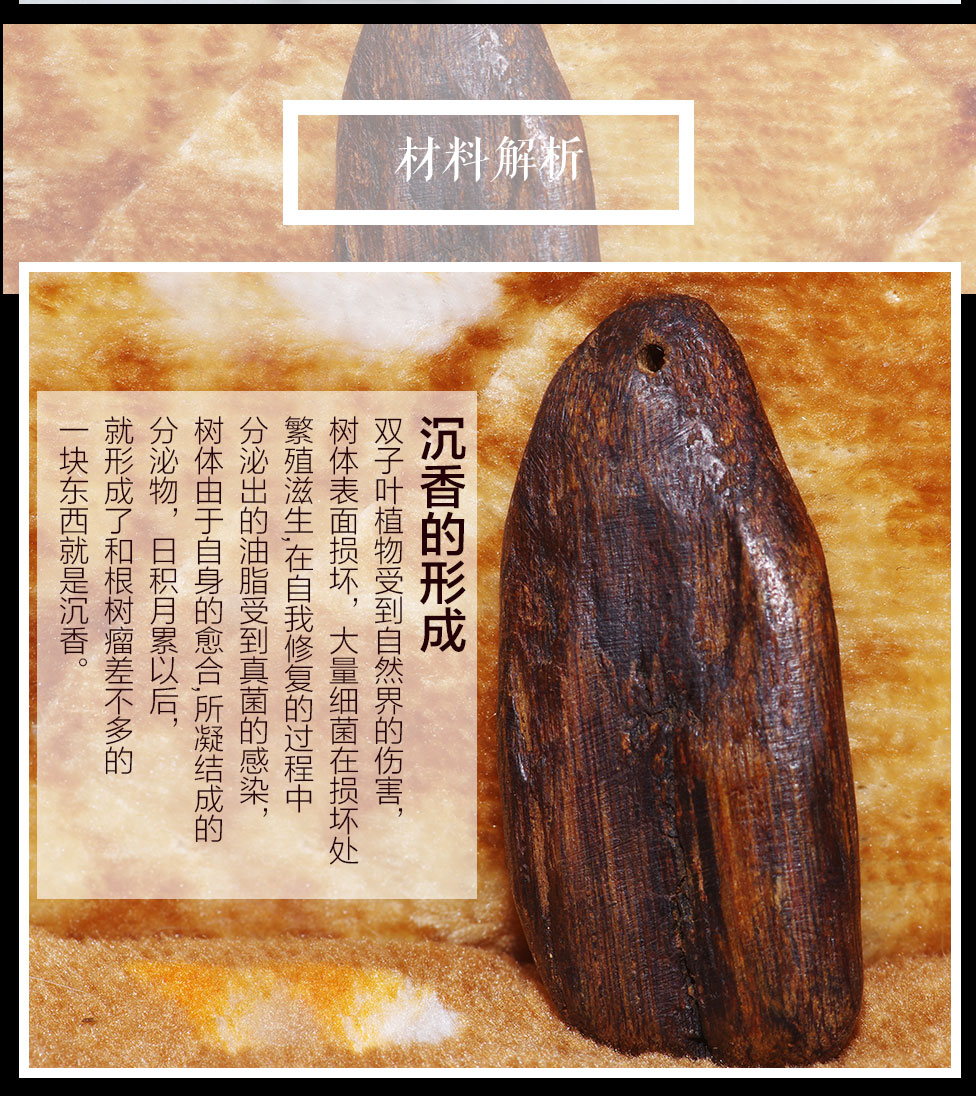 材料解析
沉香的形成
双子叶植物受到自然界的伤害，
树体表面损坏，大量细菌在损坏处
繁殖滋生,在自我修复的过程中
分泌出的油脂受到真菌的感染，
树体由于自身的愈合,所凝结成的
分泌物，日积月累以后，
就形成了和根树瘤差不多的
一块东西就是沉香。